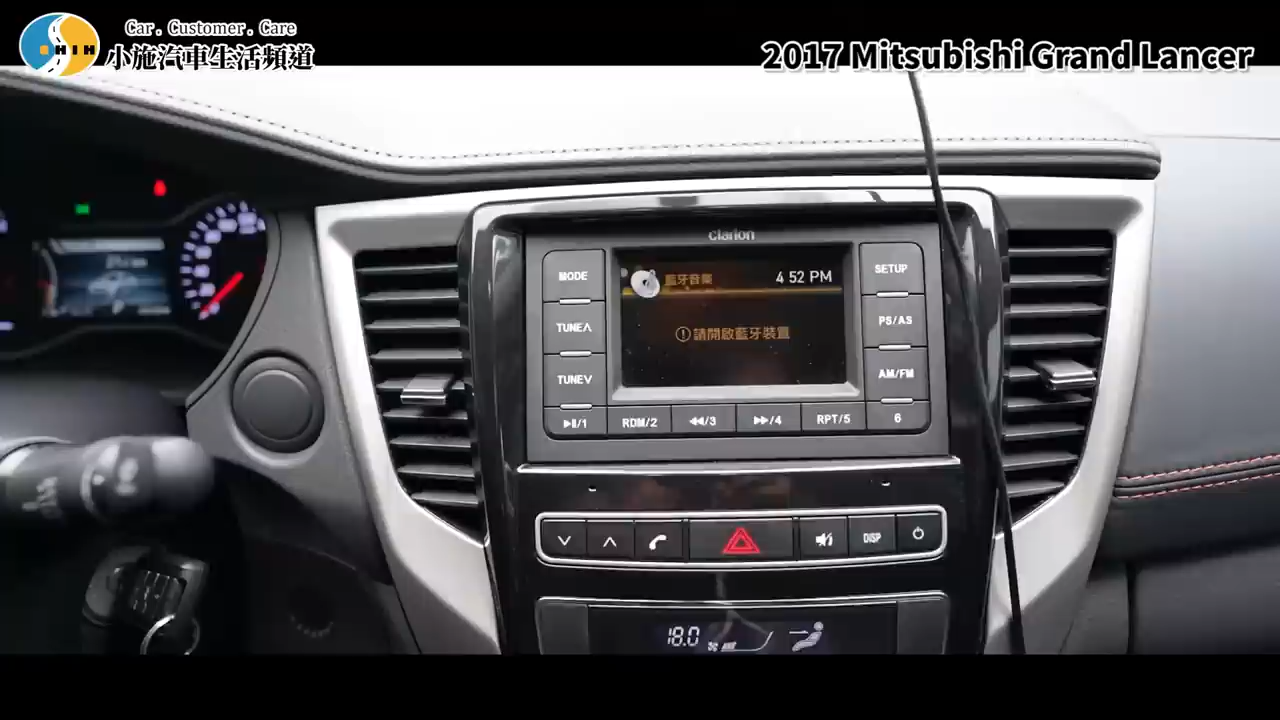 Car . Customer . Care
SHIH
小施汽車生活頻道
2017 Mitsubishi Grand Lancer
clarion
MODE
藍牙音樂
4 52 PM
SETUP
TUNE∧
請開啟藍牙裝置
PS/AS
TUNE∨
AM/FM
▶II/1
RDM/2
◀◀/3
▶▶/4
RPT/5
6
DISP
18.0